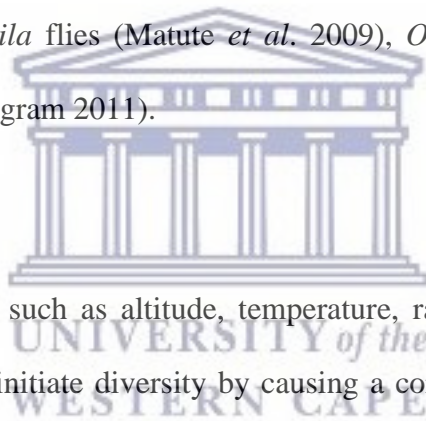 ila flies (Matute et al. 2009), O
gram 2011).
such as altitude, temperature, ra
UNIVERSITY of the
initiate diversity by causing a co
WESTERN CAPE